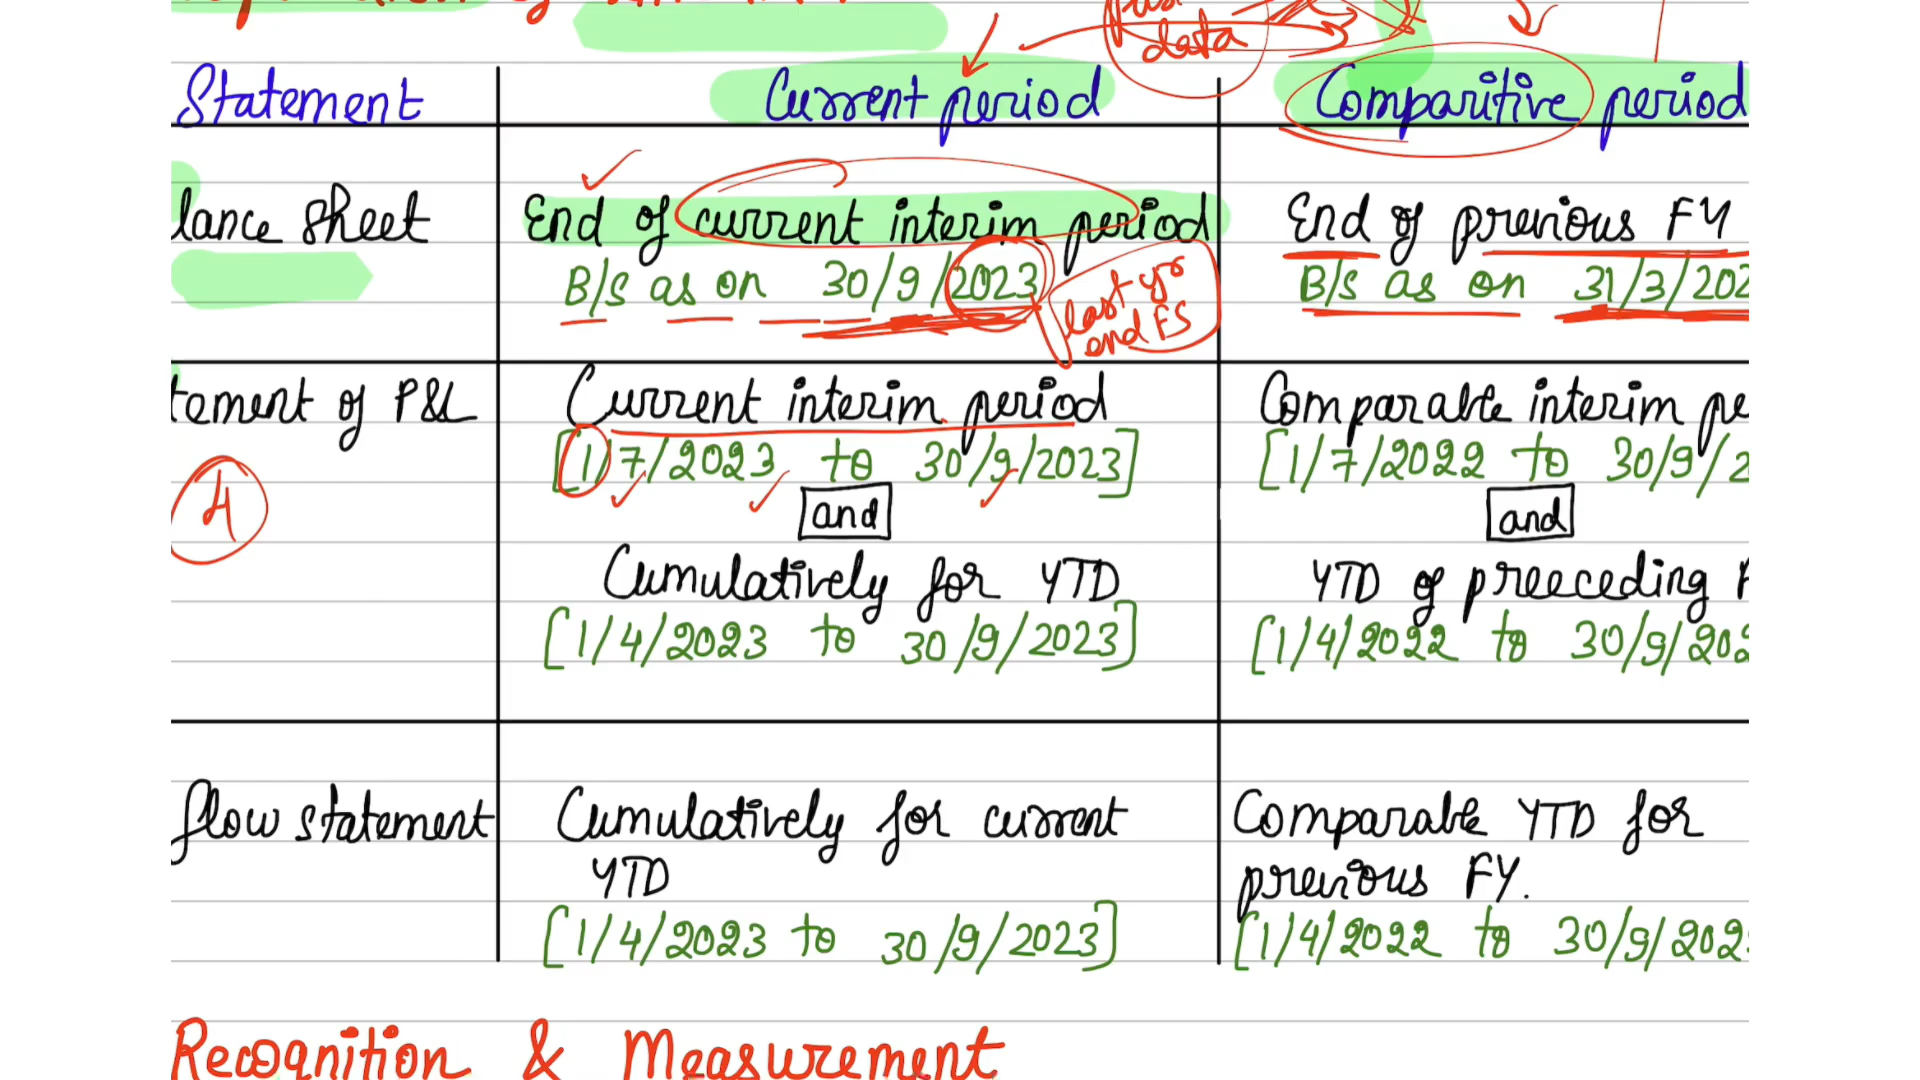 data
Statement Current period Comparitive period
lance sheet End of current interim period End of previous FY
B/s as on 30/9/2023 B/s as on 31/3/202
last yr
end FS
tement of P&L Current interim period Comparable interim pe
[1/7/2023 to 30/9/2023] [1/7/2022 to 30/9/2
4 and and
Cumulatively for YTD YTD of preeceding F
[1/4/2023 to 30/9/2023] [1/4/2022 to 30/9/202
flow statement Cumulatively for current Comparable YTD for
YTD previous FY.
[1/4/2023 to 30/9/2023] [1/4/2022 to 30/9/202
Recognition & Measurement